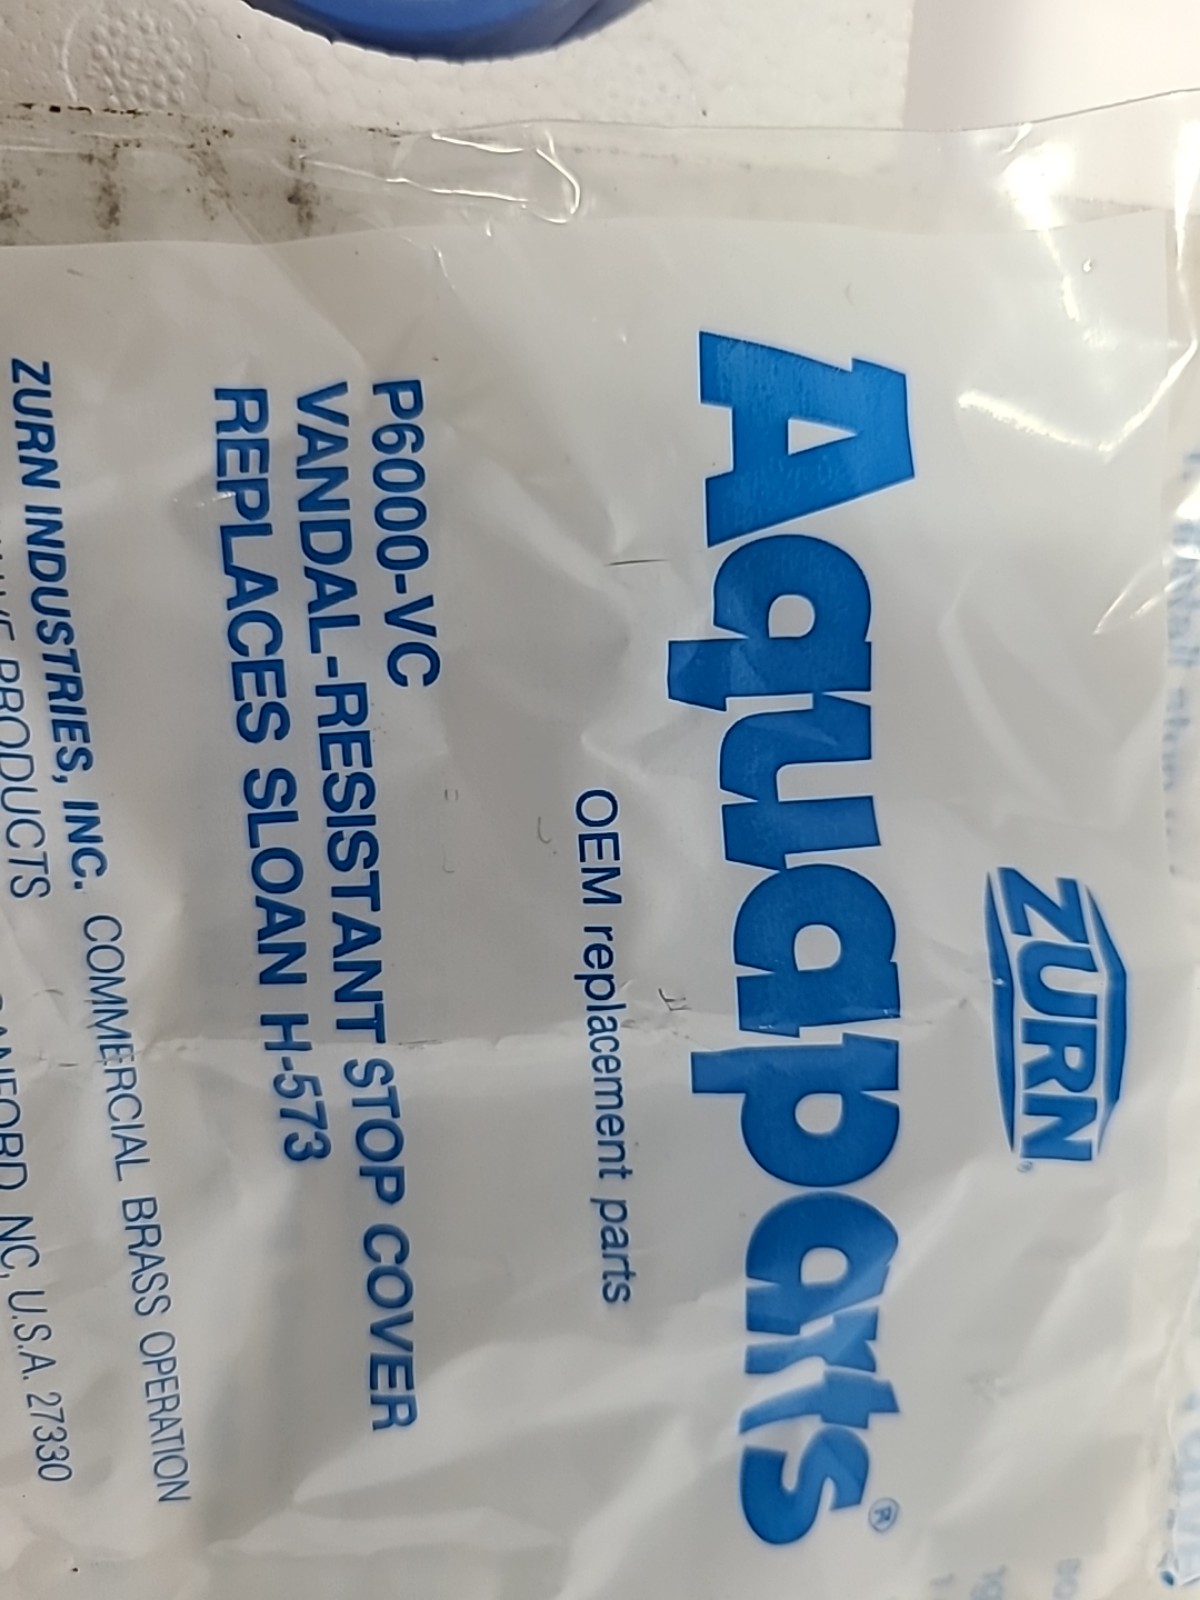 ZURN®
Aquaparts®
OEM replacement parts
P6000-VC
VANDAL-RESISTANT STOP COVER
REPLACES SLOAN H-573
ZURN INDUSTRIES, INC. COMMERCIAL BRASS OPERATION
PRODUCTS NC, U.S.A. 27330